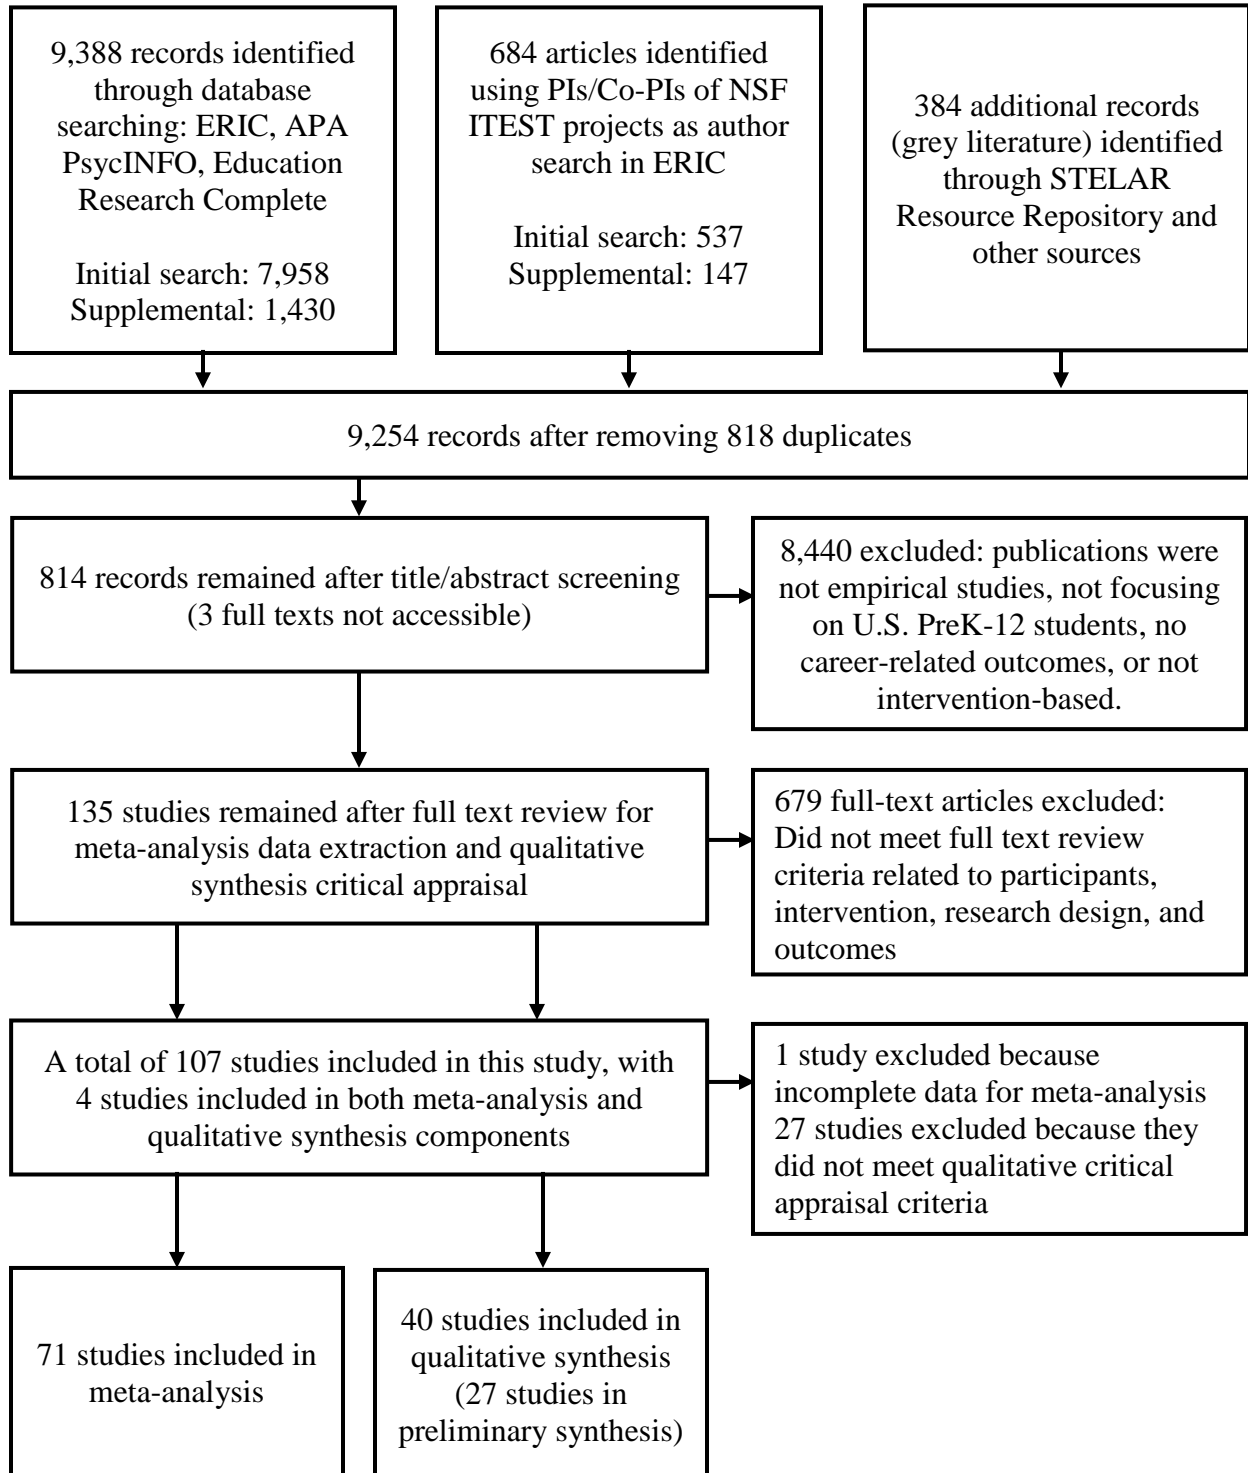 9,388 records identified
through database
searching: ERIC, APA
PsycINFO, Education
Research Complete
Initial search: 7,958
Supplemental: 1,430
684 articles identified
using PIs/Co-PIs of NSF
ITEST projects as author
search in ERIC
Initial search: 537
Supplemental: 147
384 additional records
(grey literature) identified
through STELAR
Resource Repository and
other sources
9,254 records after removing 818 duplicates
814 records remained after title/abstract screening
(3 full texts not accessible)
8,440 excluded: publications were
not empirical studies, not focusing
on U.S. PreK-12 students, no
career-related outcomes, or not
intervention-based.
135 studies remained after full text review for
meta-analysis data extraction and qualitative
synthesis critical appraisal
679 full-text articles excluded:
Did not meet full text review
criteria related to participants,
intervention, research design, and
outcomes
A total of 107 studies included in this study, with
4 studies included in both meta-analysis and
qualitative synthesis components
1 study excluded because
incomplete data for meta-analysis
27 studies excluded because they
did not meet qualitative critical
appraisal criteria
71 studies included in
meta-analysis
40 studies included in
qualitative synthesis
(27 studies in
preliminary synthesis)